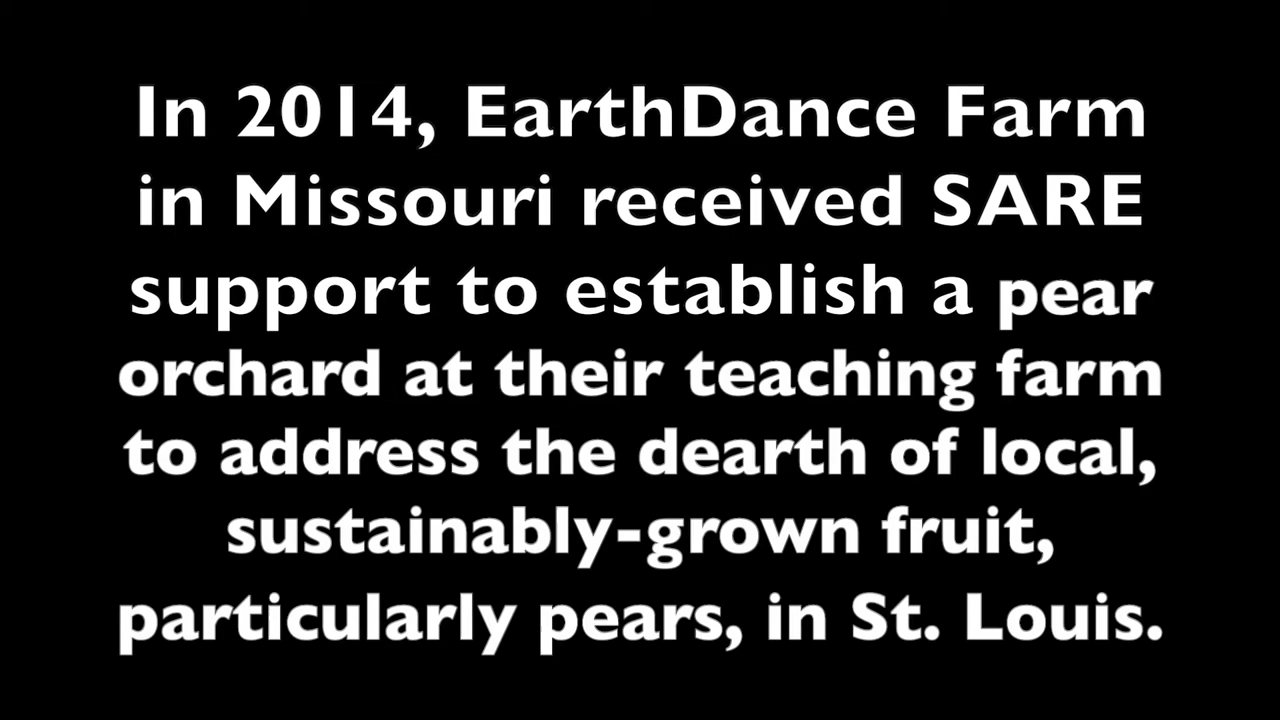 In 2014, EarthDance Farm
in Missouri received SARE
support to establish a pear
orchard at their teaching farm
to address the dearth of local,
sustainably-grown fruit,
particularly pears, in St. Louis.